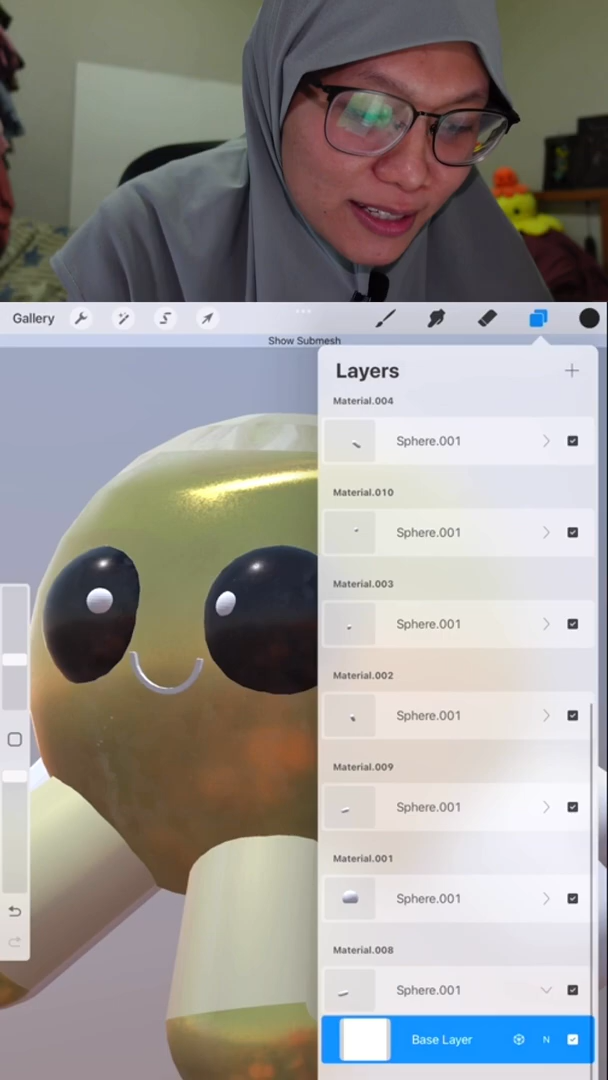 Gallery
Show Submesh
Layers
Material.004
Sphere.001
Material.010
Sphere.001
Material.003
Sphere.001
Material.002
Sphere.001
Material.009
Sphere.001
Material.001
Sphere.001
Material.008
Sphere.001
Base Layer N